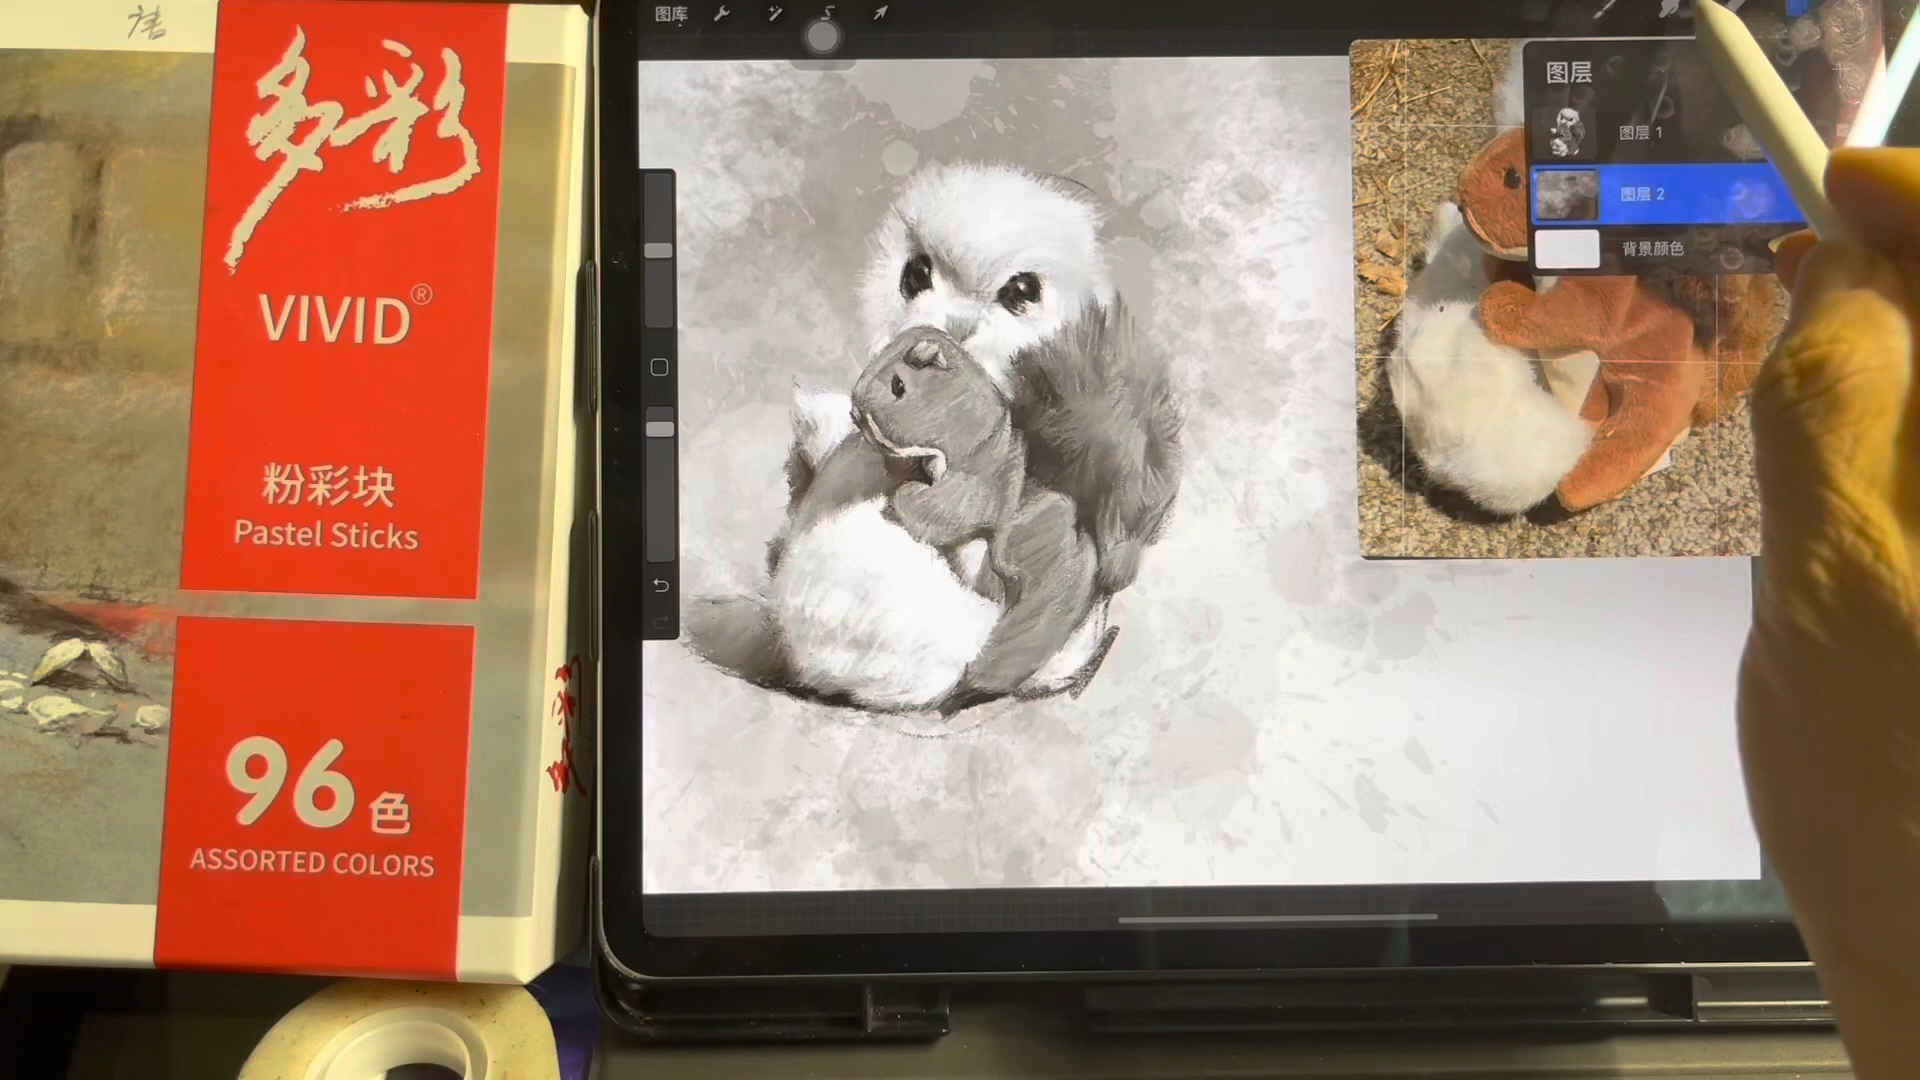 多彩
VIVID®
粉彩块
Pastel Sticks
96色
ASSORTED COLORS
图库
图层
图层 1
图层 2
背景颜色